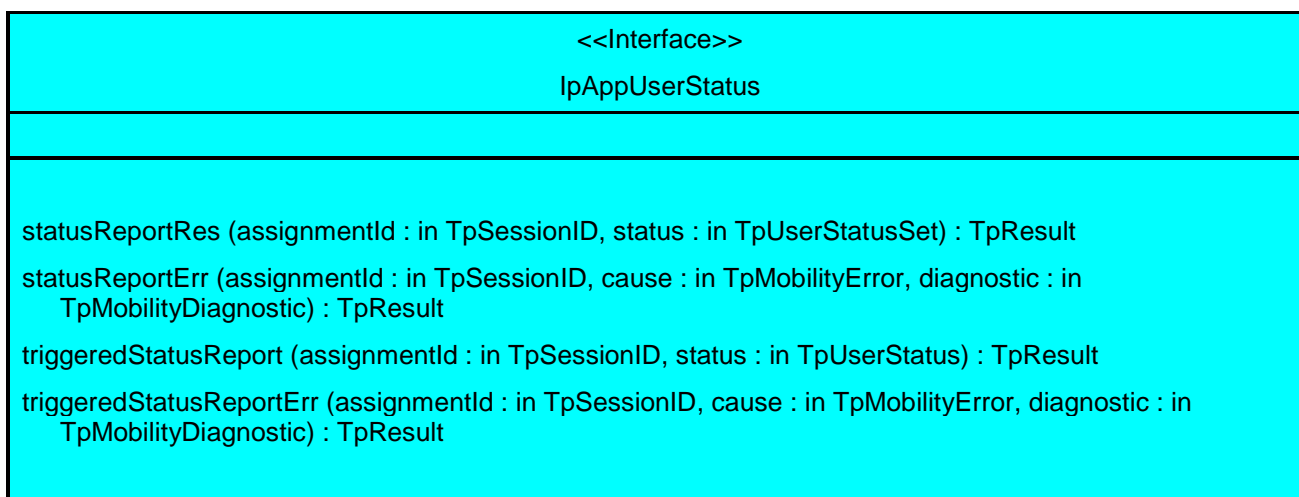 <<Interface>>
IpAppUserStatus
statusReportRes (assignmentId : in TpSessionID, status : in TpUserStatusSet) : TpResult
statusReportErr (assignmentId : in TpSessionID, cause : in TpMobilityError, diagnostic : in
TpMobilityDiagnostic) : TpResult
triggeredStatusReport (assignmentId : in TpSessionID, status : in TpUserStatus) : TpResult
triggeredStatusReportErr (assignmentId : in TpSessionID, cause : in TpMobilityError, diagnostic : in
TpMobilityDiagnostic) : TpResult